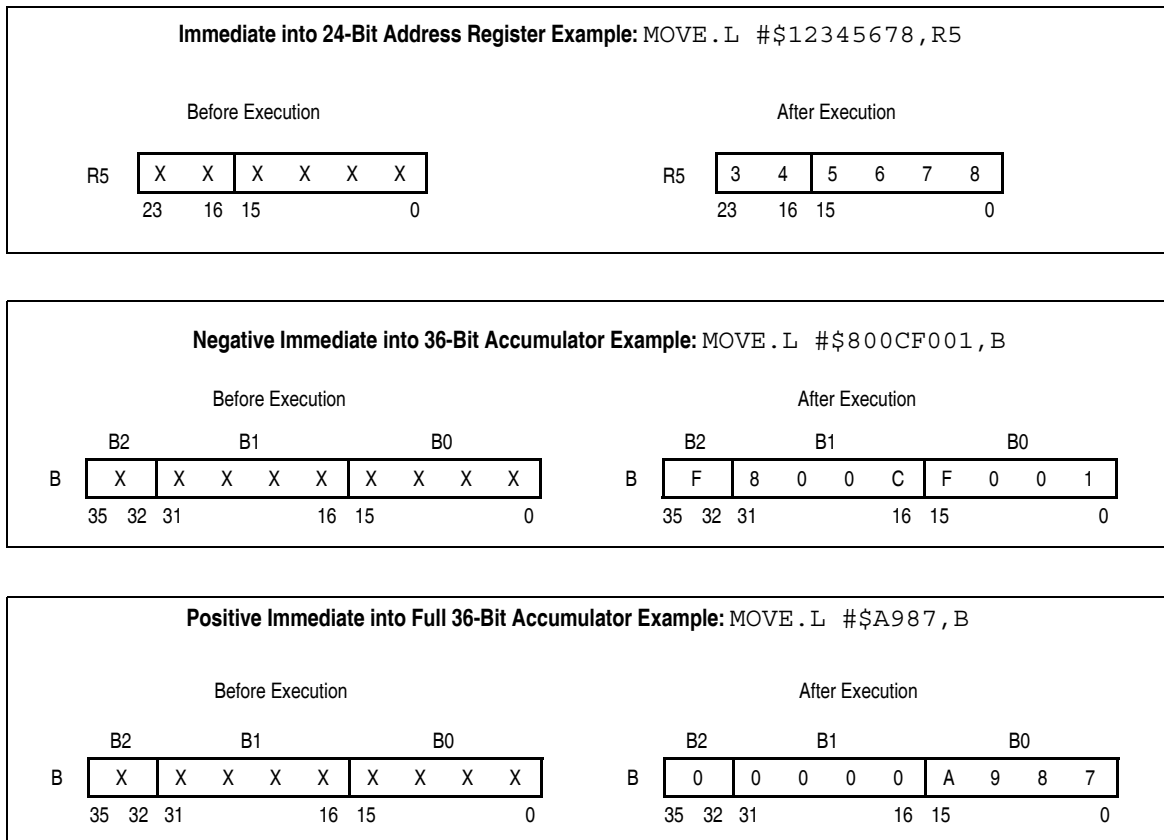 Immediate into 24-Bit Address Register Example: MOVE.L #$12345678,R5
Before Execution After Execution
R5 X X X X X X R5 3 4 5 6 7 8
23 16 15 0 23 16 15 0
Negative Immediate into 36-Bit Accumulator Example: MOVE.L #$800CF001,B
Before Execution After Execution
B2 B1 B0 B2 B1 B0
B X X X X X X X X X B F 8 0 0 C F 0 0 1
35 32 31 16 15 0 35 32 31 16 15 0
Positive Immediate into Full 36-Bit Accumulator Example: MOVE.L #$A987,B
Before Execution After Execution
B2 B1 B0 B2 B1 B0
B X X X X X X X X X B 0 0 0 0 0 A 9 8 7
35 32 31 16 15 0 35 32 31 16 15 0